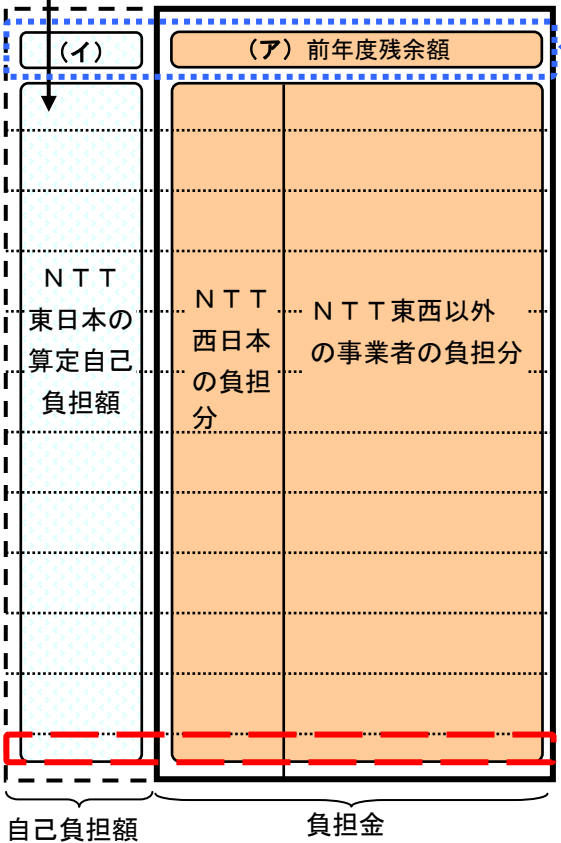 （イ）
（ア）前年度残余額
ＮＴＴ
東日本の
算定自己
負担額
ＮＴＴ
西日本
の負担
分
ＮＴＴ東西以外
の事業者の負担分
自己負担額
負担金